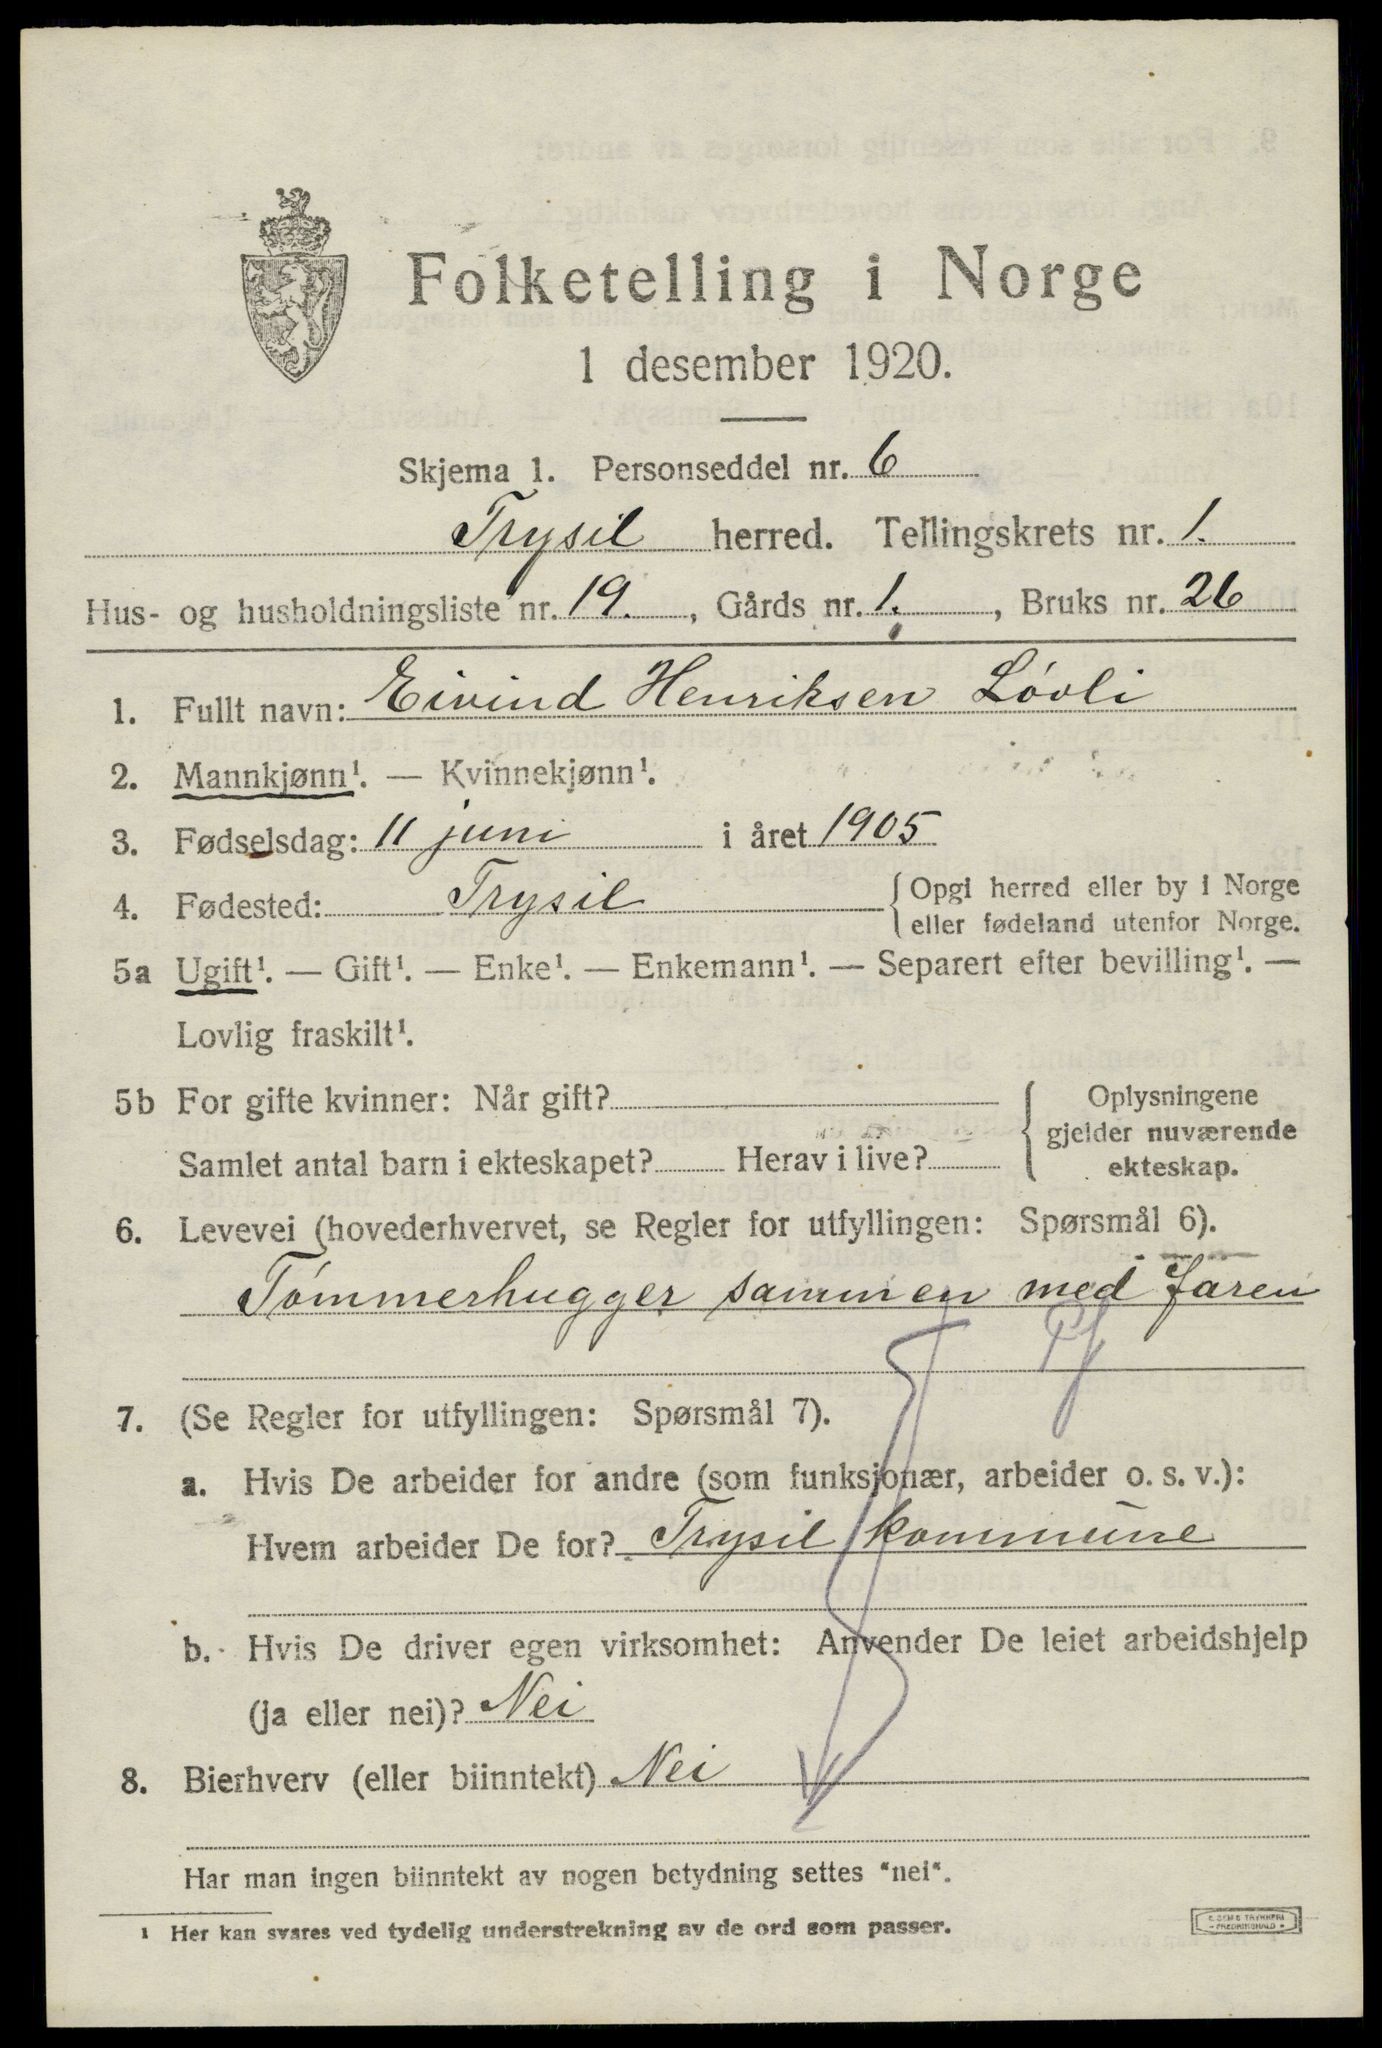 Folketelling i Norge
1 desember 1920.
Skjema 1. Personseddel nr. 6
Trysil herred. Tellingskrets nr. 1.
Hus- og husholdningsliste nr. 19. , Gårds nr. 1. , Bruks nr. 26
1. Fullt navn: Eivind Henriksen Lóvli
2. Mannkjønn¹. — Kvinnekjønn¹.
3. Fødselsdag: 11 juni i året 1905
4. Fødested: Trysil { Opgi herred eller by i Norge
eller fødeland utenfor Norge.
5a Ugift¹. — Gift¹. — Enke¹. — Enkemann¹. — Separert efter bevilling¹. —
Lovlig fraskilt¹.
5b For gifte kvinner: Når gift? { Oplysningene
gjelder nuværende
Samlet antal barn i ekteskapet? Herav i live? ekteskap.
6. Levevei (hovederhvervet, se Regler for utfyllingen: Spørsmål 6).
Tómmerhugger sammen med faren
7. (Se Regler for utfyllingen: Spørsmål 7).
a. Hvis De arbeider for andre (som funksjonær, arbeider o. s. v.):
Hvem arbeider De for? Trysil kommune
b. Hvis De driver egen virksomhet: Anvender De leiet arbeidshjelp
(ja eller nei)? Nei
8. Bierhverv (eller biinntekt) Nei
Har man ingen biinntekt av nogen betydning settes "nei".
¹ Her kan svares ved tydelig understrekning av de ord som passer.